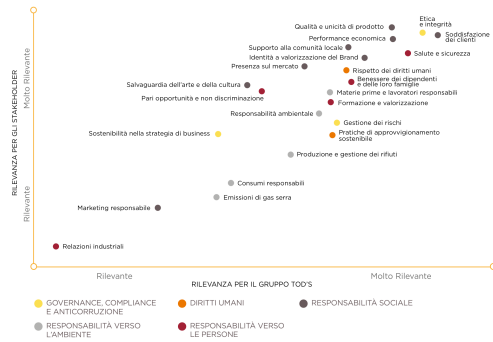 Etica
e integrità
Qualità e unicità di prodotto
Soddisfazione
dei clienti
Performance economica
Supporto alla comunità locale
Salute e sicurezza
Identità a valorizzazione del Brand
Presenza sul mercato
Rispetto dei diritti umani
Benessere dei dipendenti
e delle loro famiglie
Salvaguardia dell'arte e della cultura
Materie prime e lavoratori responsabili
Pari opportunità e non discriminazione
Formazione e valorizzazione
Responsabilità ambientale
Gestione dei rischi
Sostenibilità nella strategia di business
Pratiche di approvvigionamento
sostenibile
Produzione e gestione dei rifiuti
Consumi responsabili
Emissioni di gas serra
Marketing responsabile
Relazioni industriali
RILEVANZA PER GLI STAKEHOLDER
Molto Rilevante
Rilevante
Rilevante
Molto Rilevante
RILEVANZA PER IL GRUPPO TOD'S
GOVERNANCE, COMPLIANCE
E ANTICORRUZIONE
DIRITTI UMANI
RESPONSABILITÀ SOCIALE
RESPONSABILITÀ VERSO
L'AMBIENTE
RESPONSABILITÀ VERSO
LE PERSONE